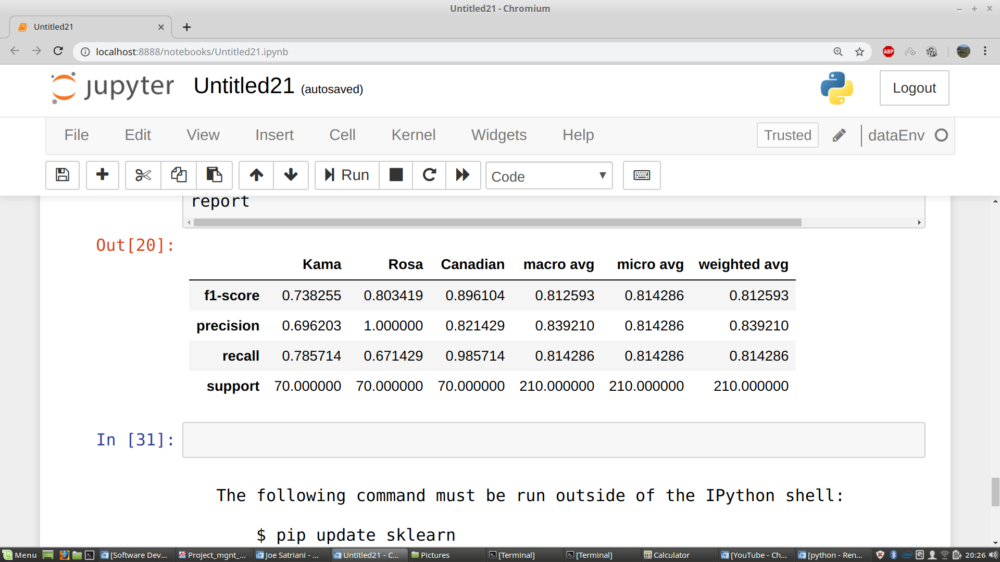 Untitled21 - Chromium
Untitled21
localhost:8888/notebooks/Untitled21.ipynb
ABP
jupyter Untitled21 (autosaved)
Logout
File Edit View Insert Cell Kernel Widgets Help
Trusted dataEnv
Run Code
report
Out[20]:
Kama Rosa Canadian macro avg micro avg weighted avg
f1-score 0.738255 0.803419 0.896104 0.812593 0.814286 0.812593
precision 0.696203 1.000000 0.821429 0.839210 0.814286 0.839210
recall 0.785714 0.671429 0.985714 0.814286 0.814286 0.814286
support 70.000000 70.000000 70.000000 210.000000 210.000000 210.000000
In [31]:
The following command must be run outside of the IPython shell:
$ pip update sklearn
Menu [Software Dev... Project_mgnt_... Joe Satriani - ... Untitled21 - C... Pictures [Terminal] [Terminal] Calculator [YouTube - Ch... [python - Ren... 20:26